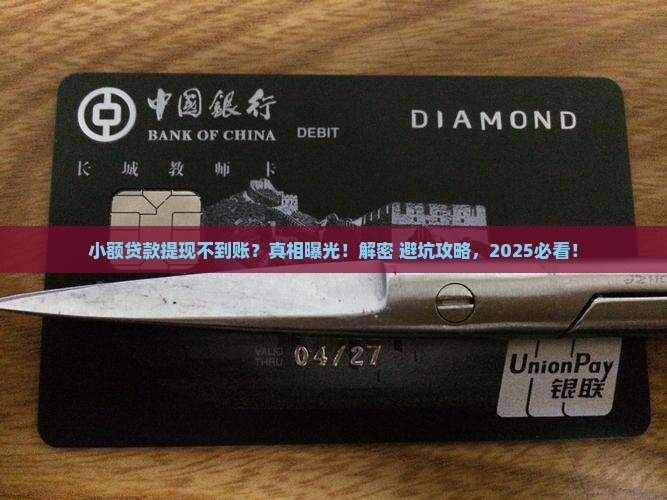 中國銀行
BANK OF CHINA
DEBIT
DIAMOND
长城教师卡
小额贷款提现不到账？真相曝光！解密 避坑攻略，2025必看！
VALID
THRU
04/27
UnionPay
银联